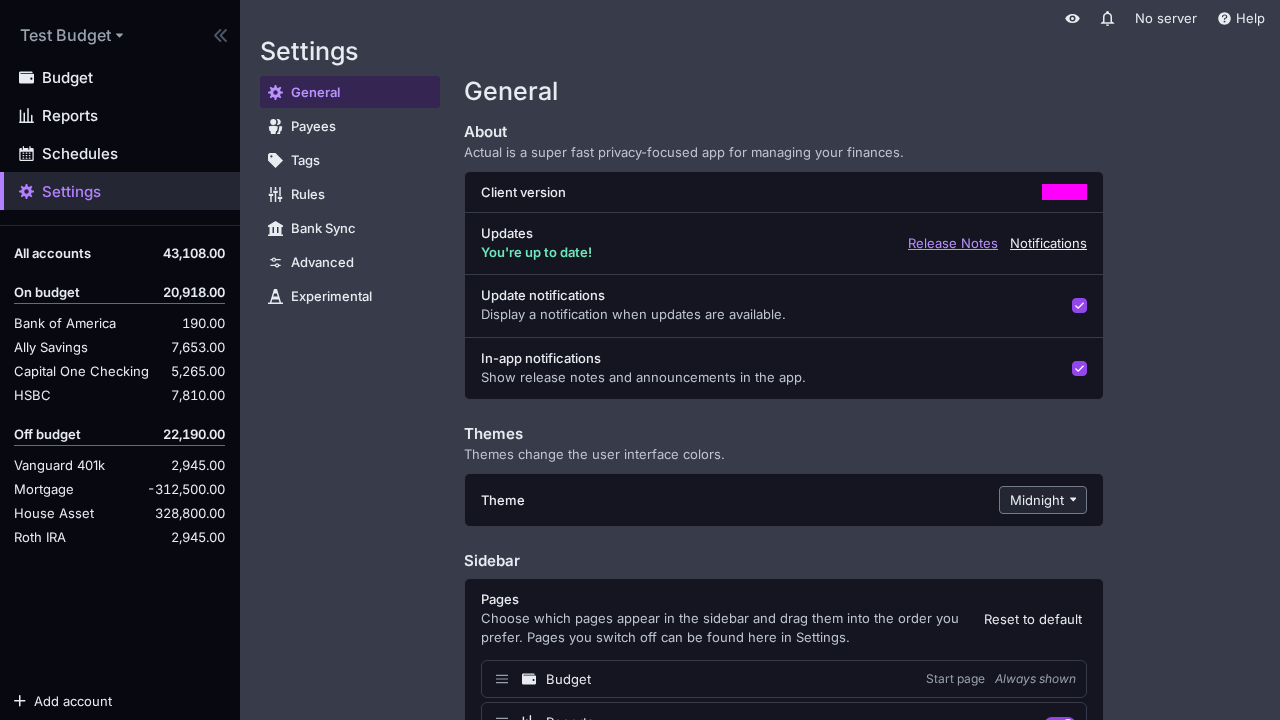 Test Budget
Budget
Reports
Schedules
Settings
All accounts 43,108.00
On budget 20,918.00
Bank of America 190.00
Ally Savings 7,653.00
Capital One Checking 5,265.00
HSBC 7,810.00
Off budget 22,190.00
Vanguard 401k 2,945.00
Mortgage -312,500.00
House Asset 328,800.00
Roth IRA 2,945.00
Add account
No server
Help
Settings
General
Payees
Tags
Rules
Bank Sync
Advanced
Experimental
General
About
Actual is a super fast privacy-focused app for managing your finances.
Client version
Updates
You're up to date!
Release Notes Notifications
Update notifications
Display a notification when updates are available.
In-app notifications
Show release notes and announcements in the app.
Themes
Themes change the user interface colors.
Theme Midnight
Sidebar
Pages
Choose which pages appear in the sidebar and drag them into the order you
prefer. Pages you switch off can be found here in Settings.
Reset to default
Budget Start page Always shown
Reports